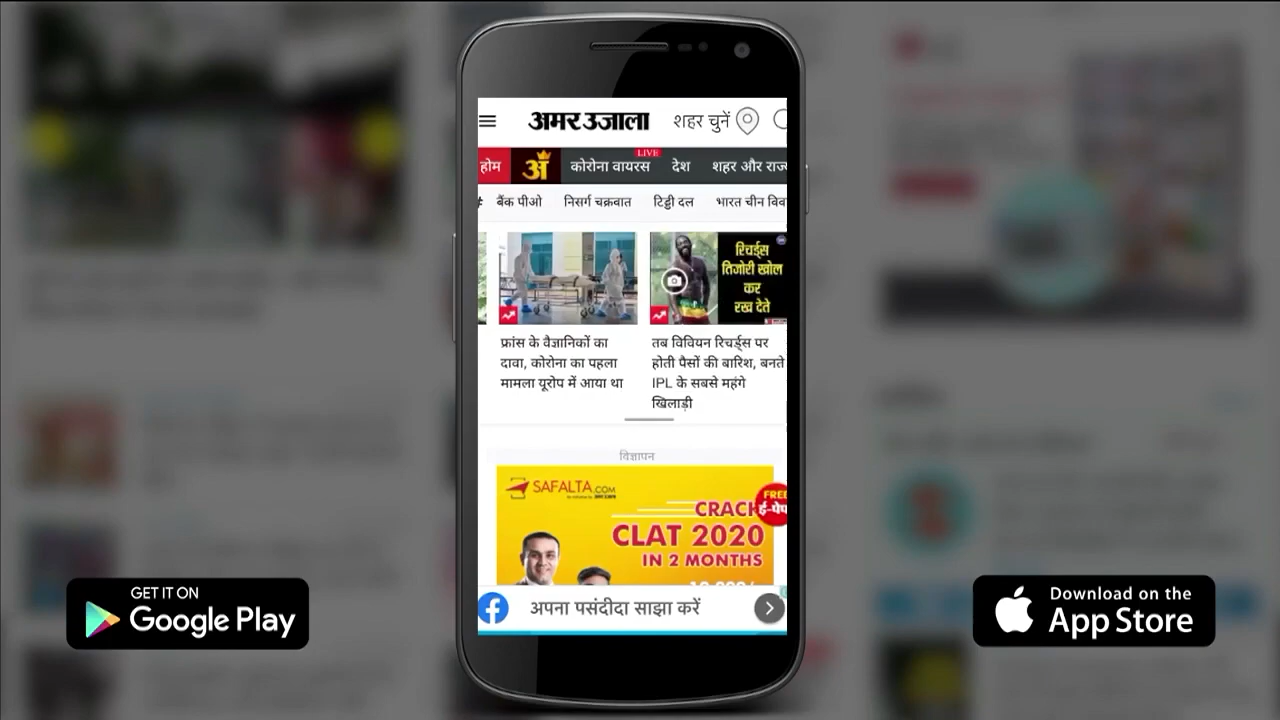 अमर उजाला
शहर चुनें
LIVE
होम
अ
कोरोना वायरस
देश
शहर और राज्य
# बैंक पीओ
निसर्ग चक्रवात
टिड्डी दल
भारत चीन
रिचर्ड्स
तिजोरी खोल
कर
रख देते
फ्रांस के वैज्ञानिकों का
दावा, कोरोना का पहला
मामला यूरोप में आया था
तब विवियन रिचर्ड्स पर
होती पैसों की बारिश, बनते
IPL के सबसे महंगे
खिलाड़ी
विज्ञापन
SAFALTA.COM
CRACK
CLAT 2020
IN 2 MONTHS
FREE
अपना पसंदीदा साझा करें
GET IT ON
Google Play
Download on the
App Store